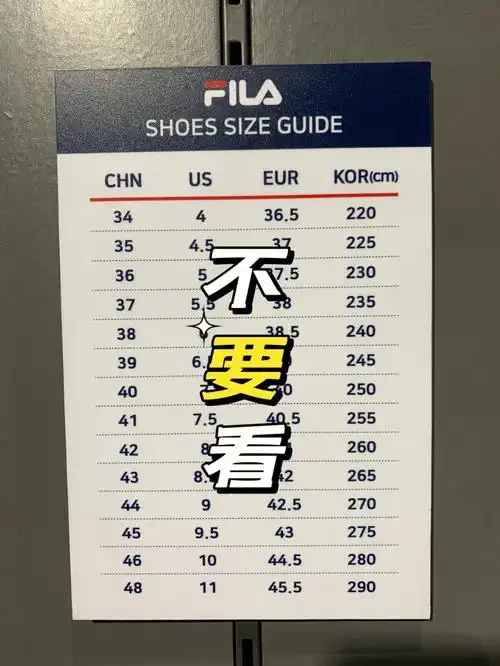 FILA
SHOES SIZE GUIDE
CHN US EUR KOR(cm)
34 4 36.5 220
35 4.5 37 225
36 5 37.5 230
37 5.5 38 235
38 38.5 240
39 245
40 250
41 7.5 40.5 255
42 8 260
43 42 265
44 9 42.5 270
45 9.5 43 275
46 10 44.5 280
48 11 45.5 290
不
要
看